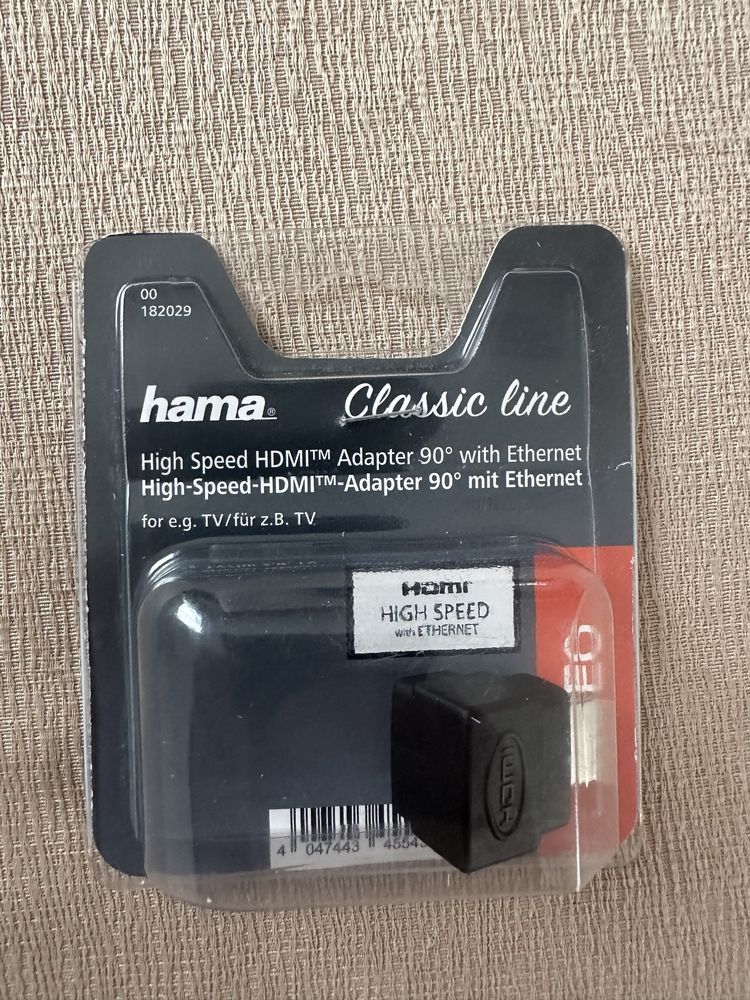 00
182029
hama®
Classic line
High Speed HDMI™ Adapter 90° with Ethernet
High-Speed-HDMI™-Adapter 90° mit Ethernet
for e.g. TV/für z.B. TV
HDMI
HIGH SPEED
with ETHERNET
HDMI
4 047443